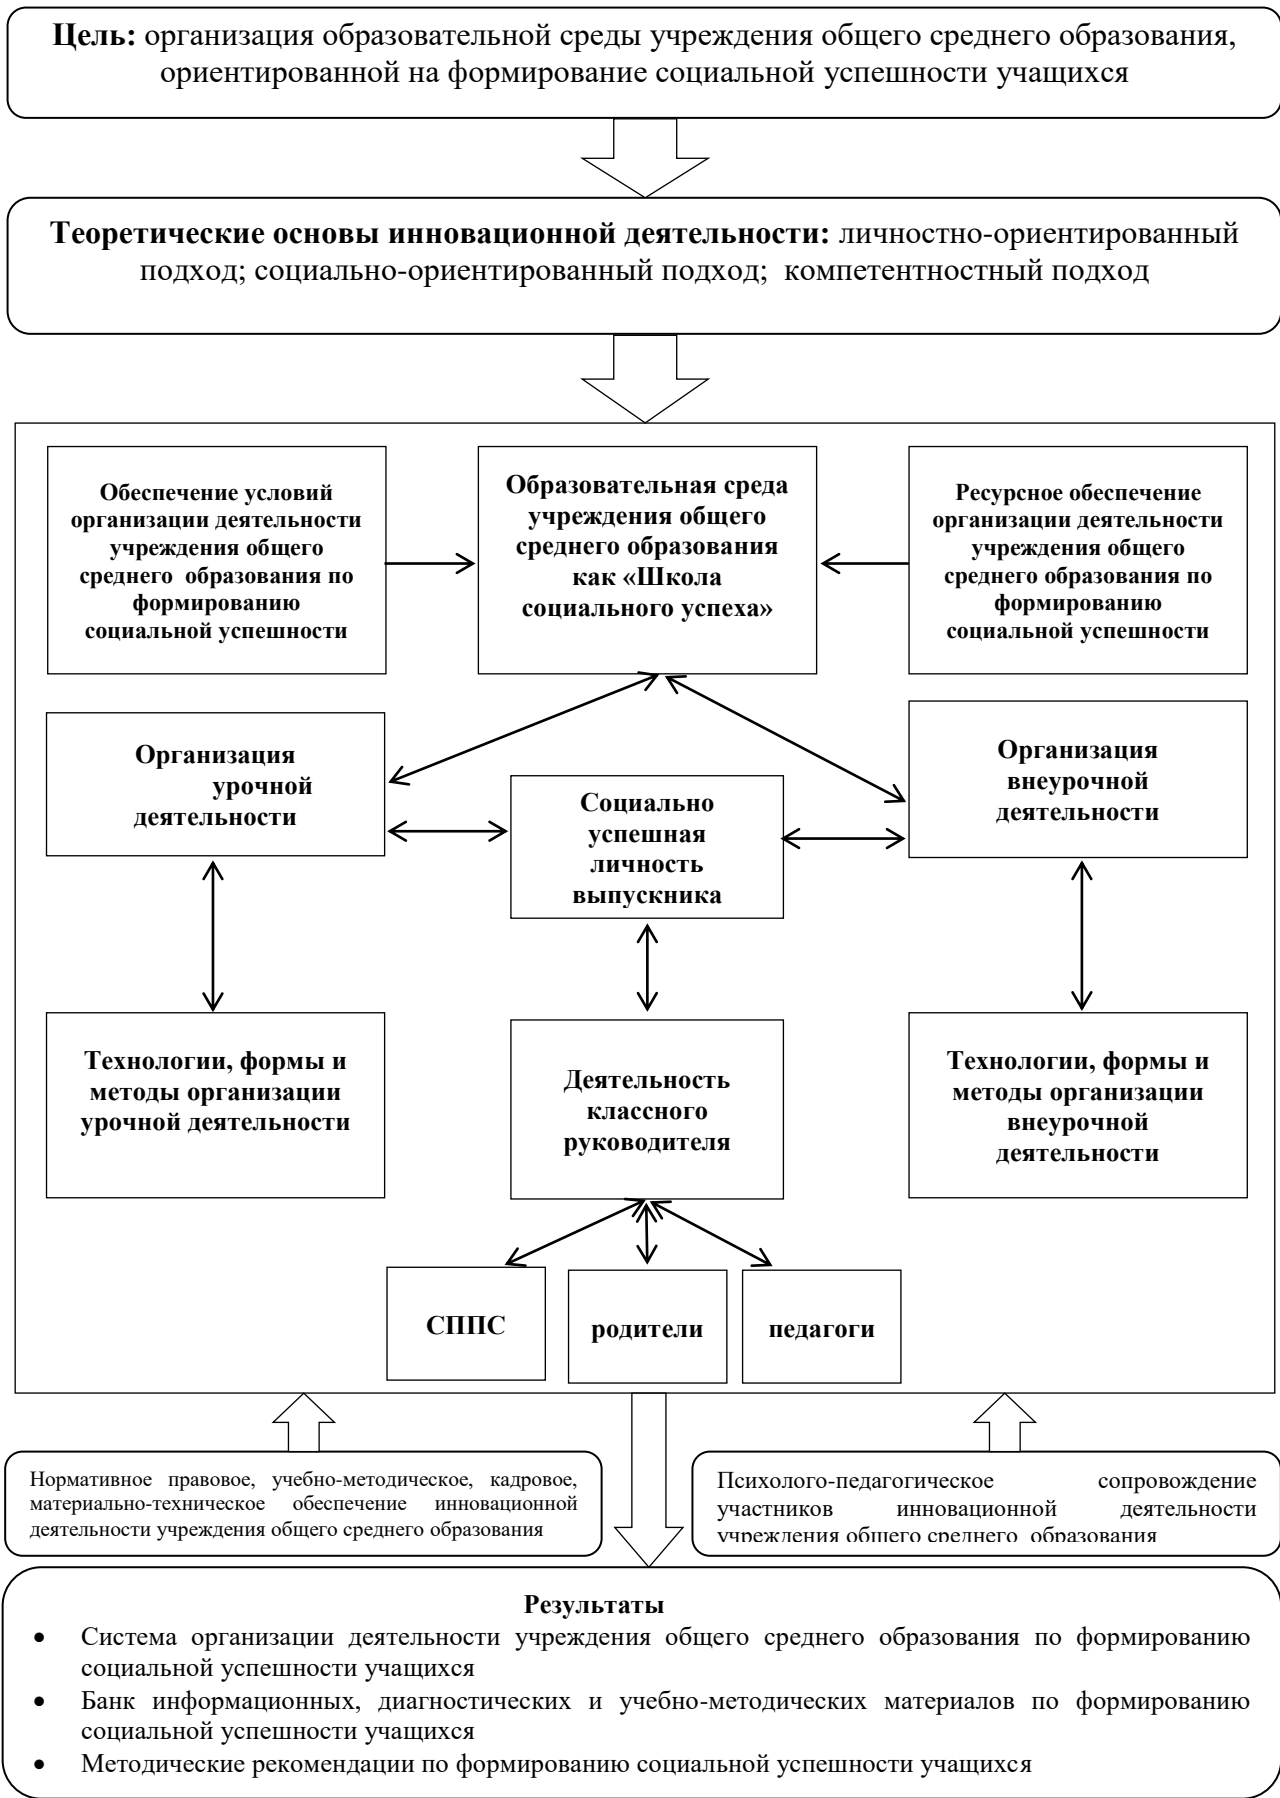 Цель: организация образовательной среды учреждения общего среднего образования,
ориентированной на формирование социальной успешности учащихся
Теоретические основы инновационной деятельности: личностно-ориентированный
подход; социально-ориентированный подход; компетентностный подход
Обеспечение условий
организации деятельности
учреждения общего
среднего образования по
формированию
социальной успешности
Образовательная среда
учреждения общего
среднего образования
как «Школа
социального успеха»
Ресурсное обеспечение
организации деятельности
учреждения общего
среднего образования по
формированию
социальной успешности
Организация
урочной
деятельности
Социально
успешная
личность
выпускника
Организация
внеурочной
деятельности
Технологии, формы и
методы организации
урочной деятельности
Деятельность
классного
руководителя
Технологии, формы и
методы организации
внеурочной
деятельности
СППС
родители
педагоги
Нормативное правовое, учебно-методическое, кадровое,
материально-техническое обеспечение инновационной
деятельности учреждения общего среднего образования
Психолого-педагогическое сопровождение
участников инновационной деятельности
учреждения общего среднего образования
Результаты
• Система организации деятельности учреждения общего среднего образования по формированию
социальной успешности учащихся
• Банк информационных, диагностических и учебно-методических материалов по формированию
социальной успешности учащихся
• Методические рекомендации по формированию социальной успешности учащихся